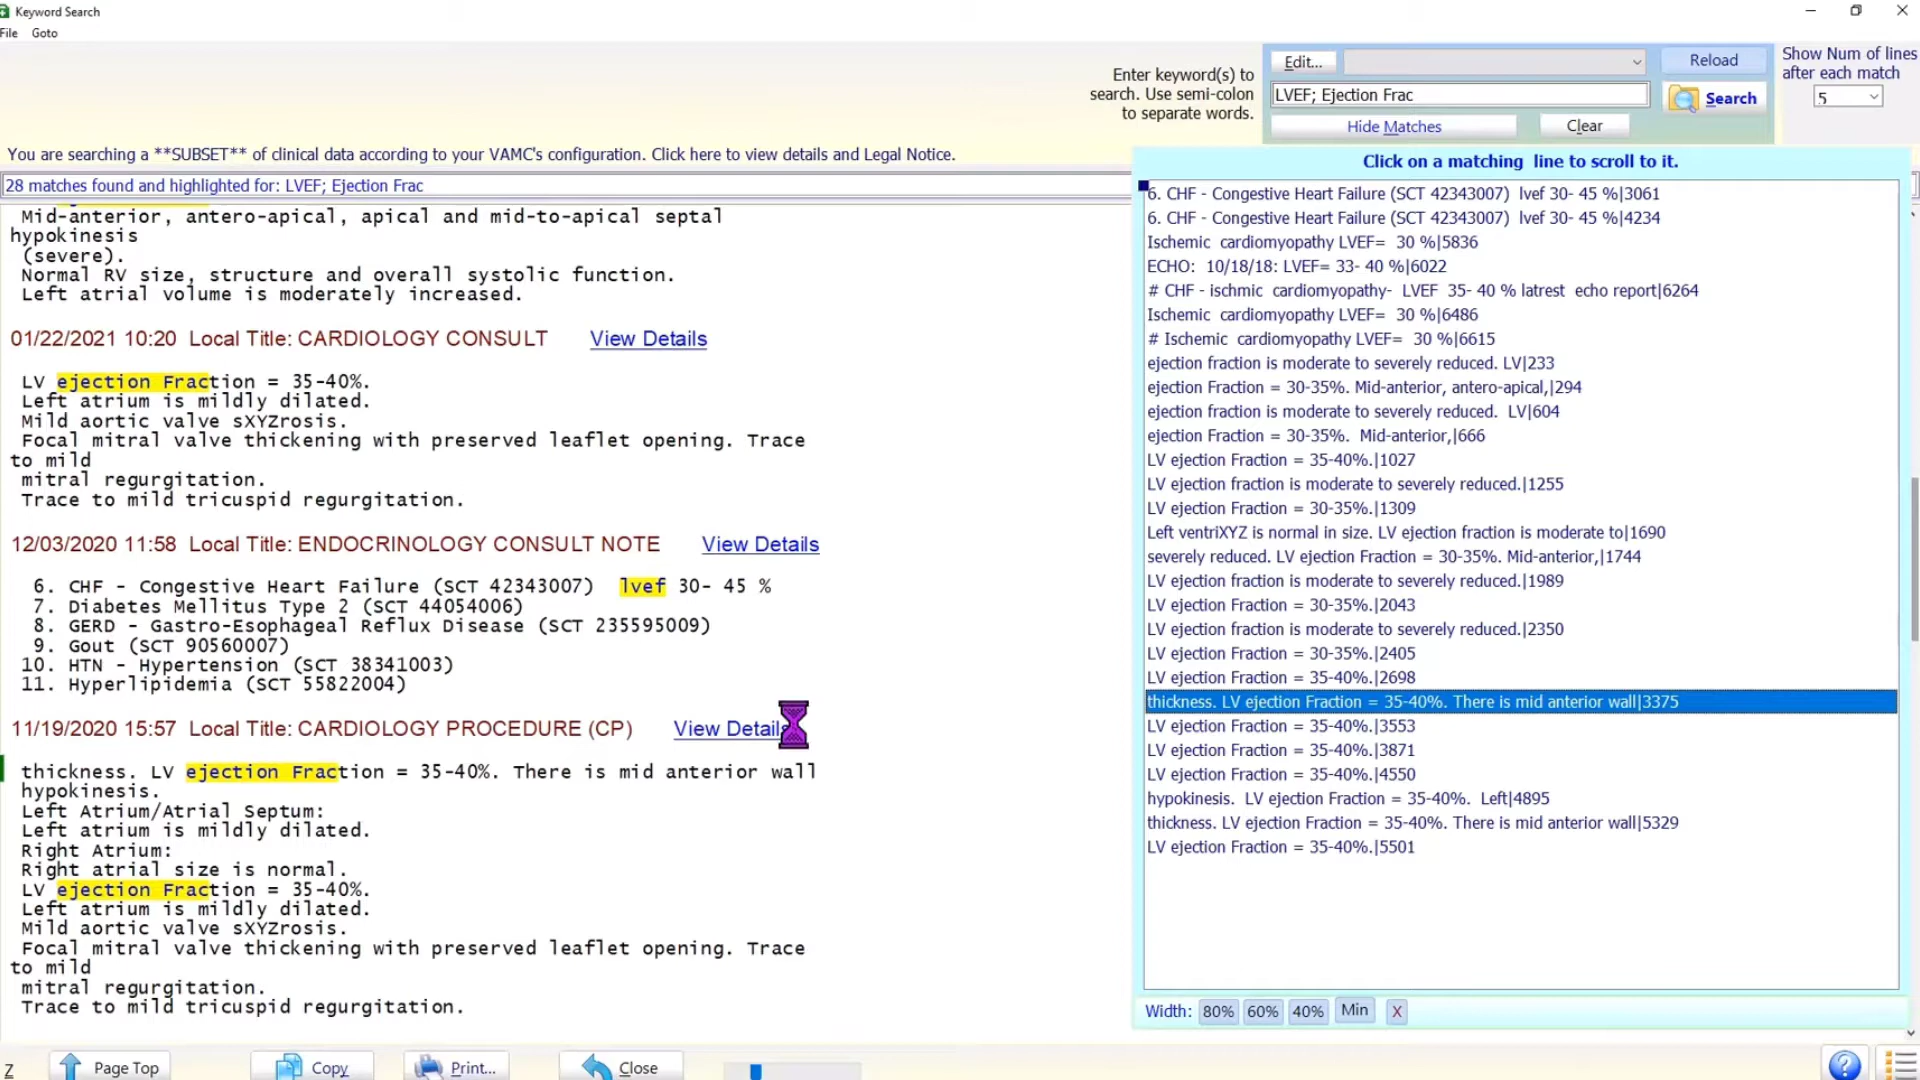 Keyword Search
File Goto
Enter keyword(s) to
search. Use semi-colon
to separate words.
Edit...
LVEF; Ejection Frac
Hide Matches
Clear
Reload
Search
Show Num of lines
after each match
5
You are searching a **SUBSET** of clinical data according to your VAMC's configuration. Click here to view details and Legal Notice.
28 matches found and highlighted for: LVEF; Ejection Frac
Mid-anterior, antero-apical, apical and mid-to-apical septal
hypokinesis
(severe).
Normal RV size, structure and overall systolic function.
Left atrial volume is moderately increased.
01/22/2021 10:20 Local Title: CARDIOLOGY CONSULT View Details
LV ejection Fraction = 35-40%.
Left atrium is mildly dilated.
Mild aortic valve sXYZrosis.
Focal mitral valve thickening with preserved leaflet opening. Trace
to mild
mitral regurgitation.
Trace to mild tricuspid regurgitation.
12/03/2020 11:58 Local Title: ENDOCRINOLOGY CONSULT NOTE View Details
6. CHF - Congestive Heart Failure (SCT 42343007) lvef 30- 45 %
7. Diabetes Mellitus Type 2 (SCT 44054006)
8. GERD - Gastro-Esophageal Reflux Disease (SCT 235595009)
9. Gout (SCT 90560007)
10. HTN - Hypertension (SCT 38341003)
11. Hyperlipidemia (SCT 55822004)
11/19/2020 15:57 Local Title: CARDIOLOGY PROCEDURE (CP) View Details
thickness. LV ejection Fraction = 35-40%. There is mid anterior wall
hypokinesis.
Left Atrium/Atrial Septum:
Left atrium is mildly dilated.
Right Atrium:
Right atrial size is normal.
LV ejection Fraction = 35-40%.
Left atrium is mildly dilated.
Mild aortic valve sXYZrosis.
Focal mitral valve thickening with preserved leaflet opening. Trace
to mild
mitral regurgitation.
Trace to mild tricuspid regurgitation.
Click on a matching line to scroll to it.
6. CHF - Congestive Heart Failure (SCT 42343007) lvef 30- 45 %|3061
6. CHF - Congestive Heart Failure (SCT 42343007) lvef 30- 45 %|4234
Ischemic cardiomyopathy LVEF= 30 %|5836
ECHO: 10/18/18: LVEF= 33- 40 %|6022
# CHF - ischmic cardiomyopathy- LVEF 35- 40 % latrest echo report|6264
Ischemic cardiomyopathy LVEF= 30 %|6486
# Ischemic cardiomyopathy LVEF= 30 %|6615
ejection fraction is moderate to severely reduced. LV|233
ejection Fraction = 30-35%. Mid-anterior, antero-apical,|294
ejection fraction is moderate to severely reduced. LV|604
ejection Fraction = 30-35%. Mid-anterior,|666
LV ejection Fraction = 35-40%.|1027
LV ejection fraction is moderate to severely reduced.|1255
LV ejection Fraction = 30-35%.|1309
Left ventriXYZ is normal in size. LV ejection fraction is moderate to|1690
severely reduced. LV ejection Fraction = 30-35%. Mid-anterior,|1744
LV ejection fraction is moderate to severely reduced.|1989
LV ejection Fraction = 30-35%.|2043
LV ejection fraction is moderate to severely reduced.|2350
LV ejection Fraction = 30-35%.|2405
LV ejection Fraction = 35-40%.|2698
thickness. LV ejection Fraction = 35-40%. There is mid anterior wall|3375
LV ejection Fraction = 35-40%.|3553
LV ejection Fraction = 35-40%.|3871
LV ejection Fraction = 35-40%.|4550
hypokinesis. LV ejection Fraction = 35-40%. Left|4895
thickness. LV ejection Fraction = 35-40%. There is mid anterior wall|5329
LV ejection Fraction = 35-40%.|5501
Width: 80% 60% 40% Min X
Z Page Top Copy Print... Close ?